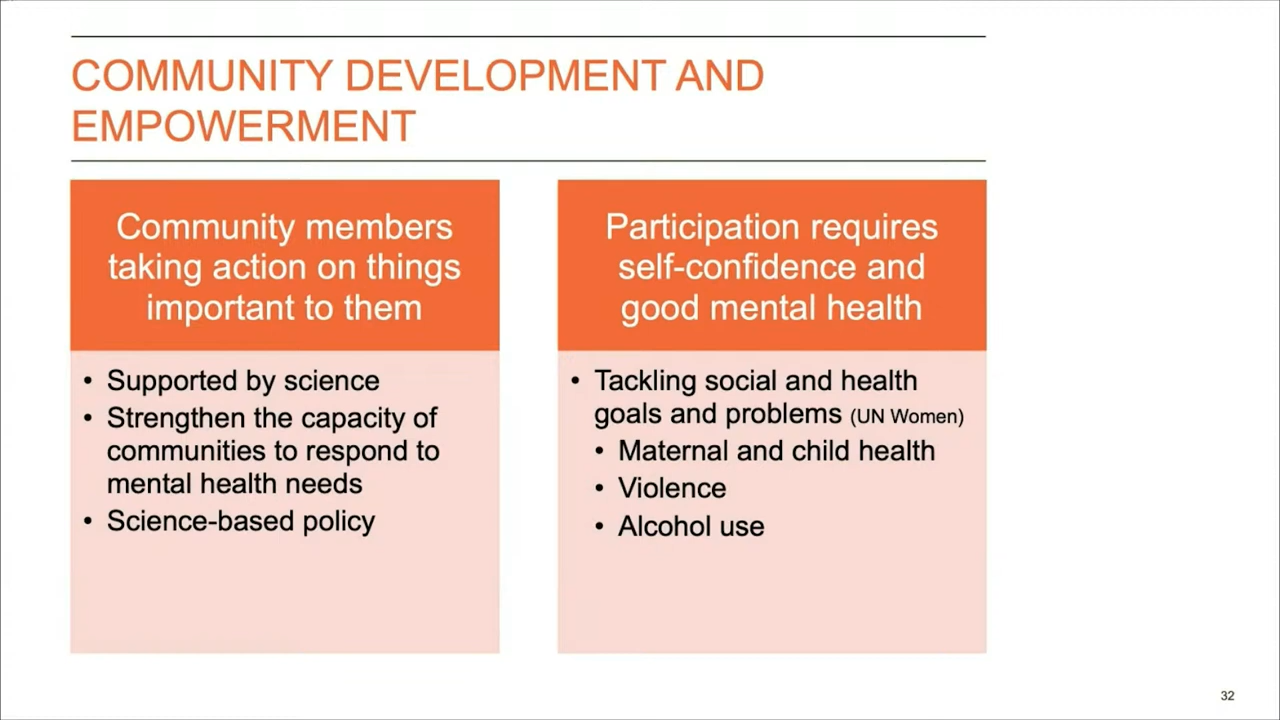 COMMUNITY DEVELOPMENT AND
EMPOWERMENT
Community members
taking action on things
important to them
• Supported by science
• Strengthen the capacity of
communities to respond to
mental health needs
• Science-based policy
Participation requires
self-confidence and
good mental health
• Tackling social and health
goals and problems (UN Women)
• Maternal and child health
• Violence
• Alcohol use
32